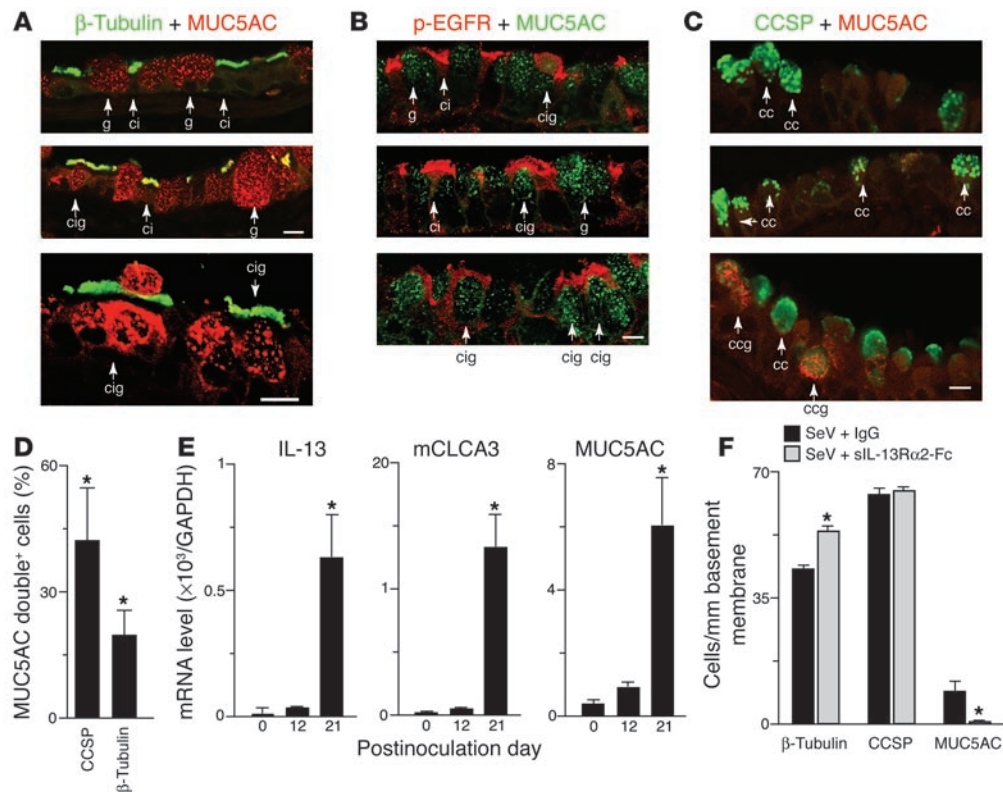 A
β-Tubulin + MUC5AC
g
ci
g
ci
cig
ci
g
cig
cig
B
p-EGFR + MUC5AC
g
ci
cig
ci
cig
g
cig
cig
cig
C
CCSP + MUC5AC
cc
cc
cc
cc
cc
cc
ccg
cc
ccg
D
MUC5AC double⁺ cells (%)
60
30
0
*
*
CCSP
β-Tubulin
E
mRNA level (×10³/GAPDH)
IL-13
1
0.5
0
*
0
12
21
mCLCA3
20
1
0
*
0
12
21
MUC5AC
8
4
0
*
0
12
21
Postinoculation day
F
SeV + IgG
SeV + sIL-13Rα2-Fc
Cells/mm basement
membrane
70
35
0
*
*
β-Tubulin
CCSP
MUC5AC